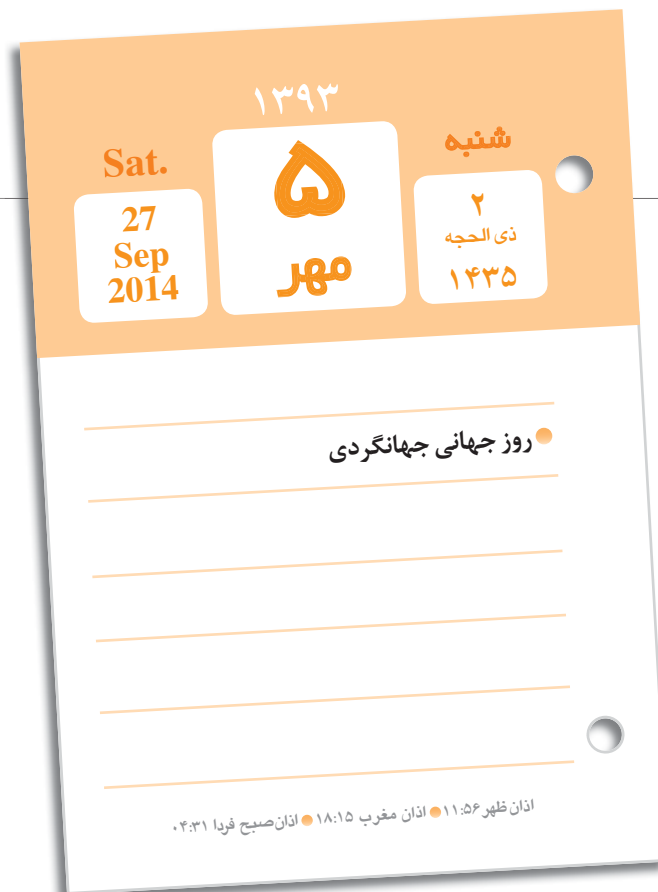 ۱۳۹۳
شنبه
۵
مهر
۲
ذی الحجه
۱۴۳۵
Sat.
27
Sep
2014
روز جهانی جهانگردی
اذان ظهر ۱۱:۵۶ اذان مغرب ۱۸:۱۵ اذان صبح فردا ۰۴:۳۱